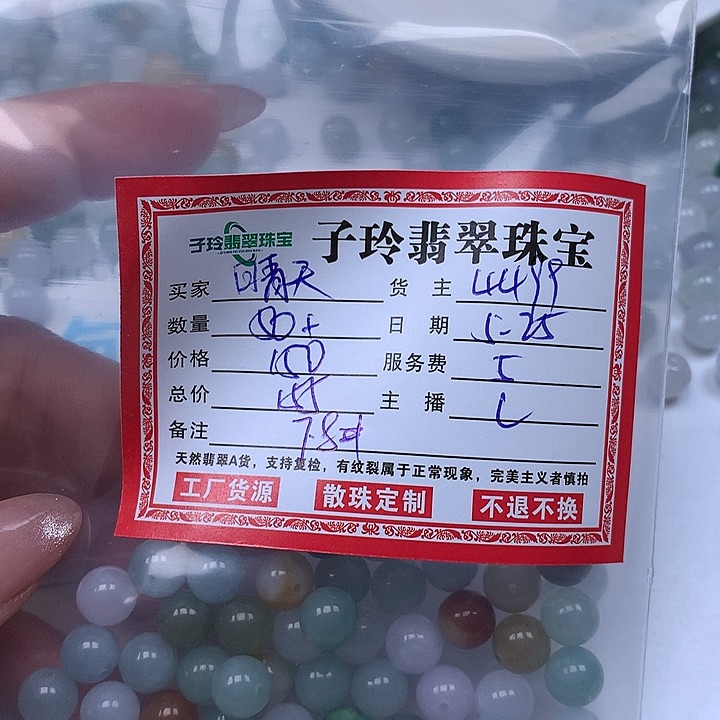 子玲翡翠珠宝 子玲翡翠珠宝
买家 晴天 货主 4499
数量 80+ 日期 5-25
价格 150 服务费 5
总价 155 主播 L
备注 7-8#
天然翡翠A货，支持复检，有纹裂属于正常现象，完美主义者慎拍
工厂货源 散珠定制 不退不换